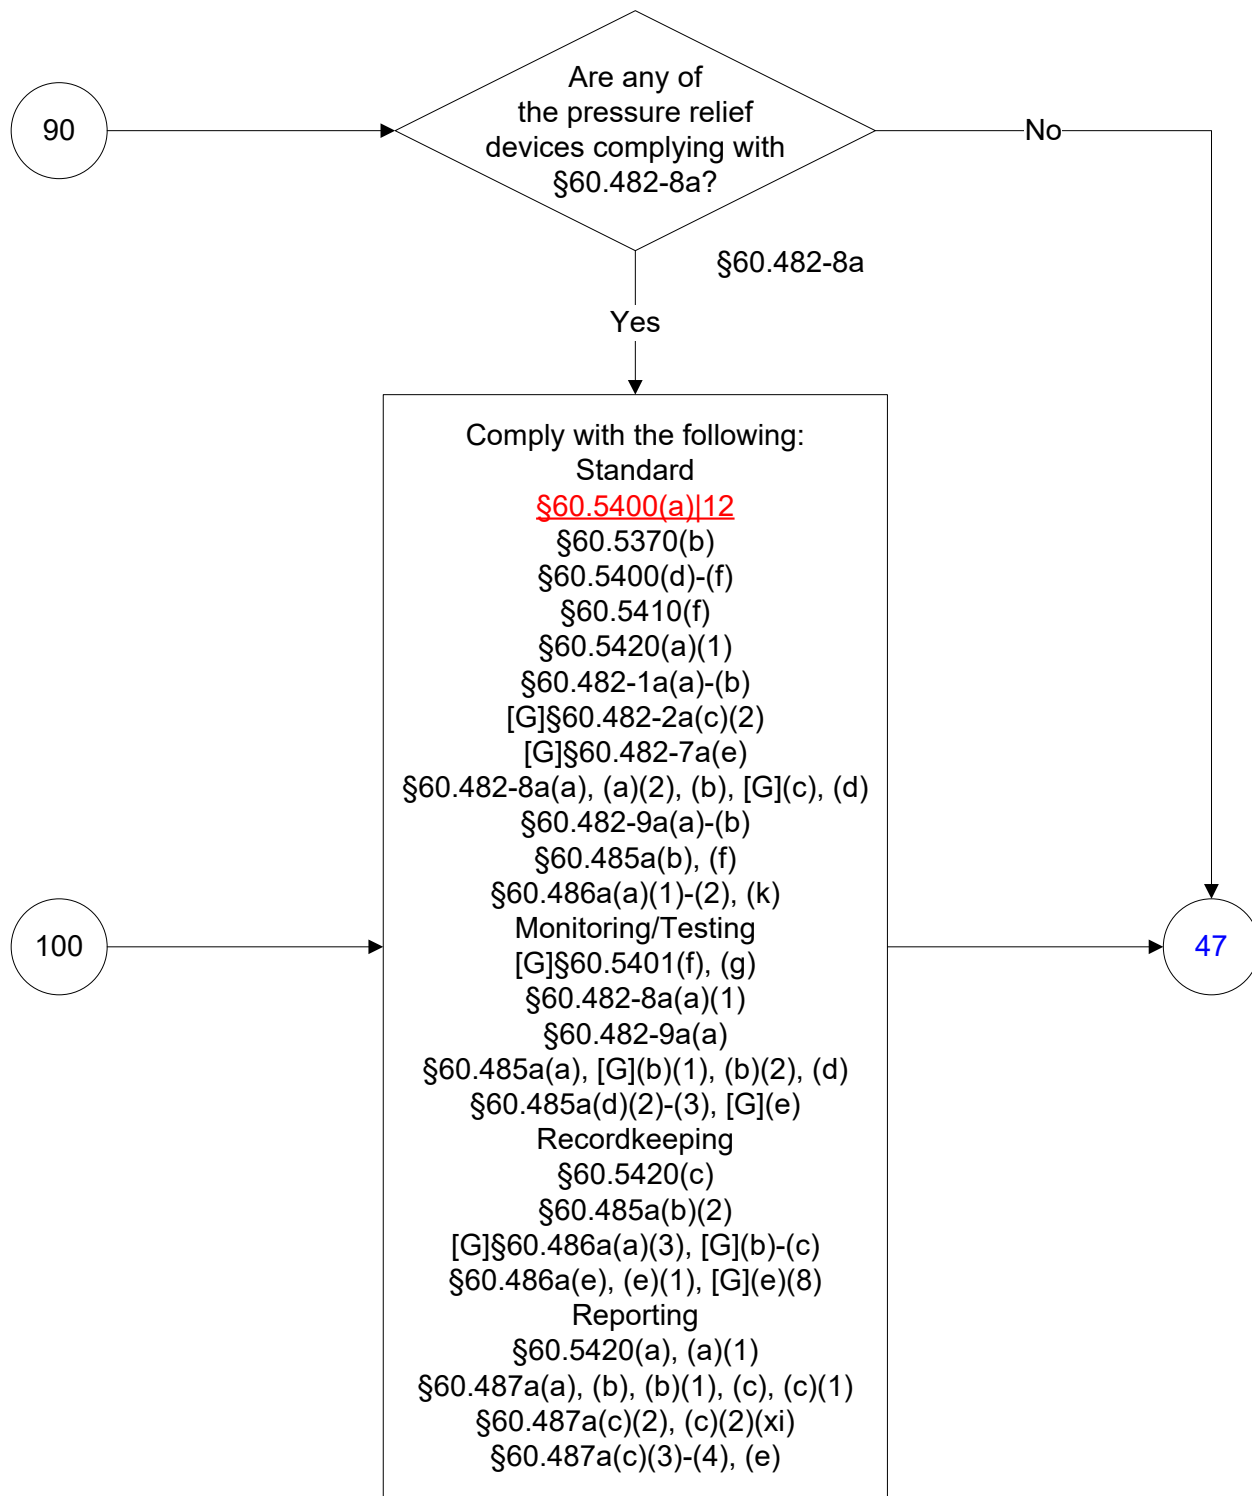 Are any of
the pressure relief
devices complying with
§60.482-8a?
90
No
§60.482-8a
Yes
Comply with the following:
Standard
§60.5400(a)|12
§60.5370(b)
§60.5400(d)-(f)
§60.5410(f)
§60.5420(a)(1)
§60.482-1a(a)-(b)
[G]§60.482-2a(c)(2)
[G]§60.482-7a(e)
§60.482-8a(a), (a)(2), (b), [G](c), (d)
§60.482-9a(a)-(b)
§60.485a(b), (f)
§60.486a(a)(1)-(2), (k)
Monitoring/Testing
[G]§60.5401(f), (g)
§60.482-8a(a)(1)
§60.482-9a(a)
§60.485a(a), [G](b)(1), (b)(2), (d)
§60.485a(d)(2)-(3), [G](e)
Recordkeeping
§60.5420(c)
§60.485a(b)(2)
[G]§60.486a(a)(3), [G](b)-(c)
§60.486a(e), (e)(1), [G](e)(8)
Reporting
§60.5420(a), (a)(1)
§60.487a(a), (b), (b)(1), (c), (c)(1)
§60.487a(c)(2), (c)(2)(xi)
§60.487a(c)(3)-(4), (e)
100
47